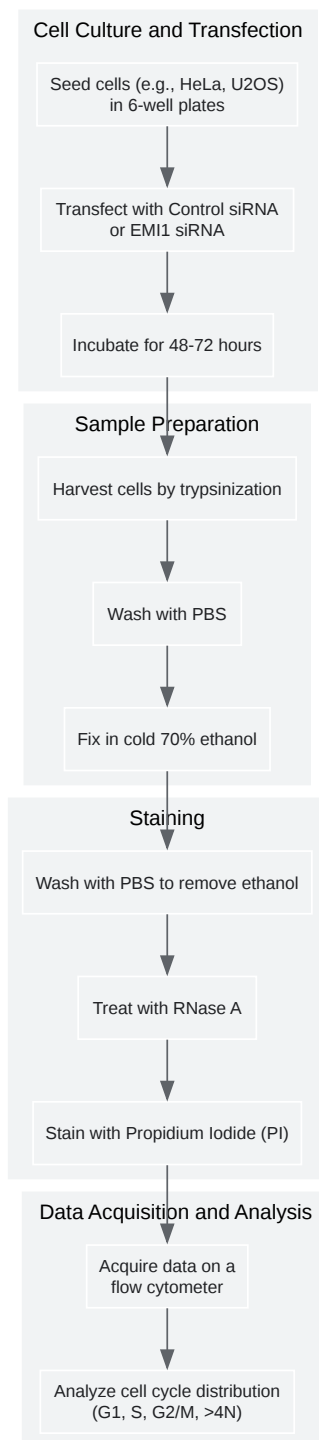 Cell Culture and Transfection
Seed cells (e.g., HeLa, U2OS)
in 6-well plates
Transfect with Control siRNA
or EMI1 siRNA
Incubate for 48-72 hours
Sample Preparation
Harvest cells by trypsinization
Wash with PBS
Fix in cold 70% ethanol
Staining
Wash with PBS to remove ethanol
Treat with RNase A
Stain with Propidium Iodide (PI)
Data Acquisition and Analysis
Acquire data on a
flow cytometer
Analyze cell cycle distribution
(G1, S, G2/M, >4N)